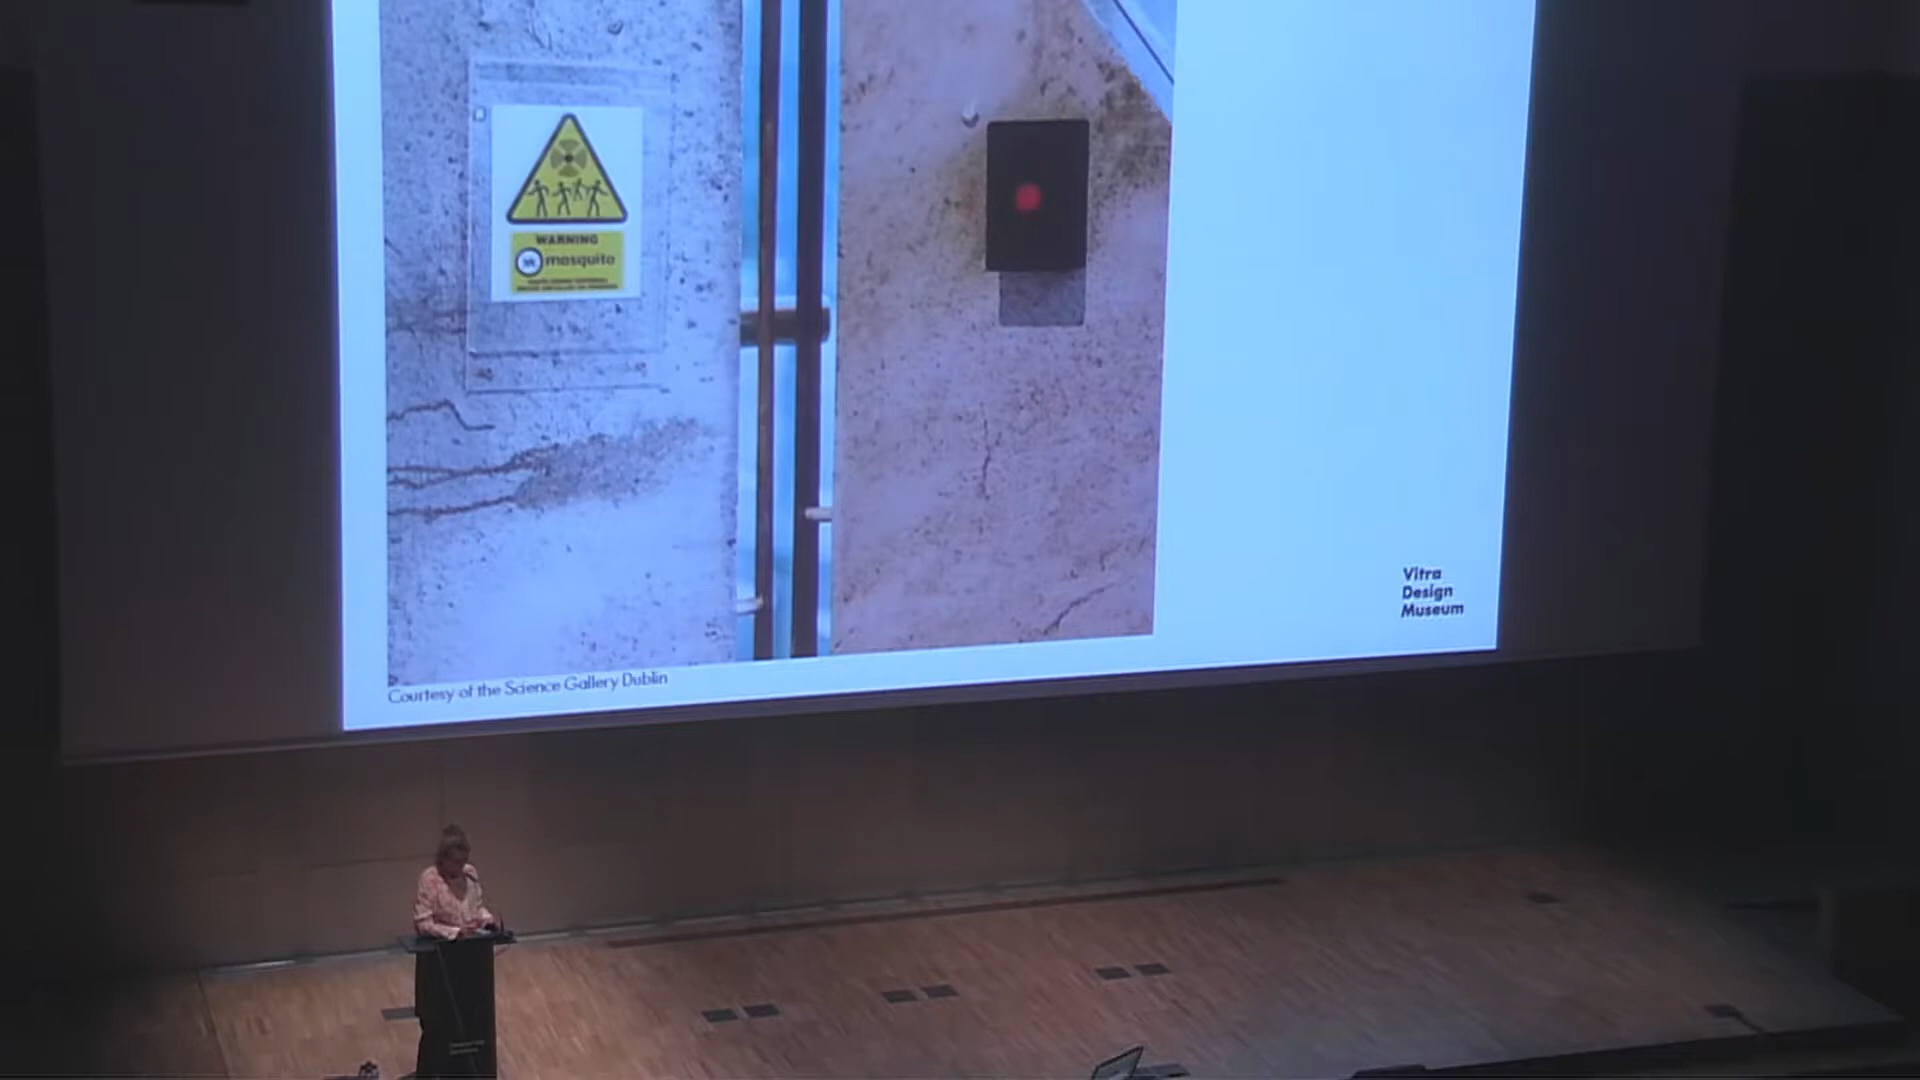 WARNING
mosquito
Courtesy of the Science Gallery Dublin
Vitra
Design
Museum